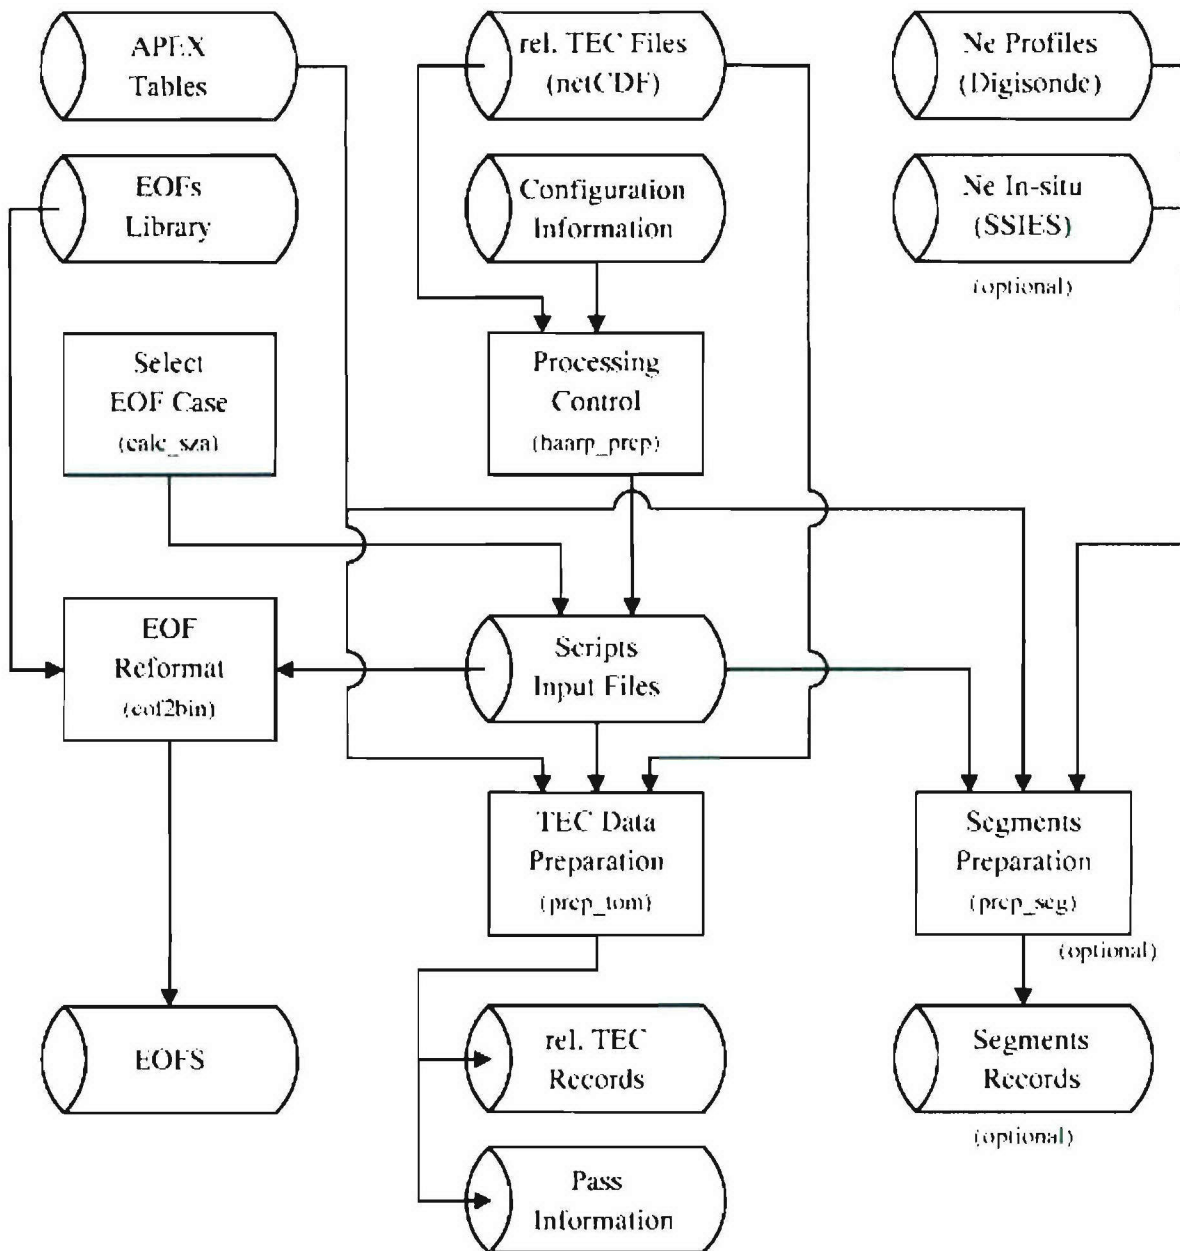 APEX
Tables
rel. TEC Files
(netCDF)
Ne Profiles
(Digisonde)
EOFs
Library
Configuration
Information
Ne In-situ
(SSIES)
(optional)
Select
EOF Case
(calc_sza)
Processing
Control
(haarp_prep)
EOF
Reformat
(eof2bin)
Scripts
Input Files
TEC Data
Preparation
(prep_tom)
Segments
Preparation
(prep_seg)
(optional)
EOFS
rel. TEC
Records
Segments
Records
(optional)
Pass
Information